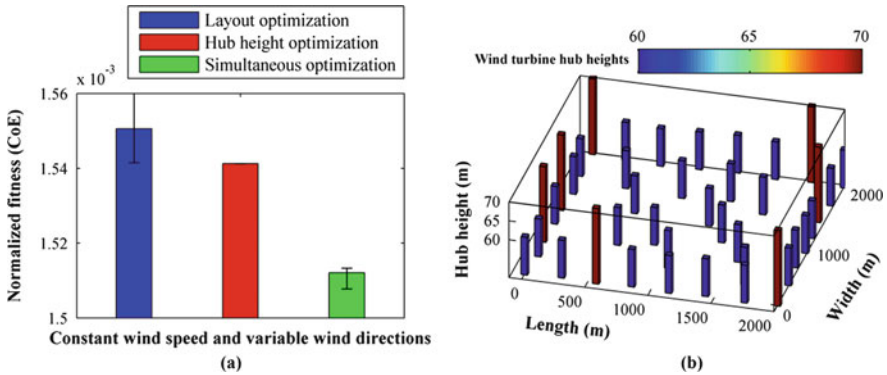 Layout optimization
Hub height optimization
Simultaneous optimization
x 10⁻³
1.56
1.54
1.52
1.5
Normalized fitness (CoE)
Constant wind speed and variable wind directions
(a)
60 65 70
Wind turbine hub heights
Hub height (m)
70
65
60
0 500 1000 1500 2000
Length (m)
0 1000 2000
Width (m)
(b)